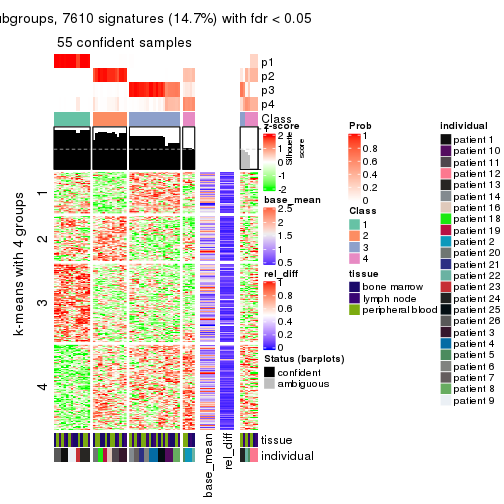 ubgroups, 7610 signatures (14.7%) with fdr < 0.05
55 confident samples
p1
p2
p3
p4
Class
z-score
2
1
0
-1
-2
Silhouette score
base_mean
2.5
2
1.5
1
0.5
rel_diff
1
0.8
0.6
0.4
0.2
0
Status (barplots)
confident
ambiguous
Prob
1
0.8
0.6
0.4
0.2
0
Class
1
2
3
4
tissue
bone marrow
lymph node
peripheral blood
individual
patient 1
patient 10
patient 11
patient 12
patient 13
patient 14
patient 16
patient 18
patient 19
patient 2
patient 20
patient 21
patient 22
patient 23
patient 24
patient 25
patient 26
patient 3
patient 4
patient 5
patient 6
patient 7
patient 8
patient 9
k-means with 4 groups
1
2
3
4
tissue
individual
base_mean
rel_diff